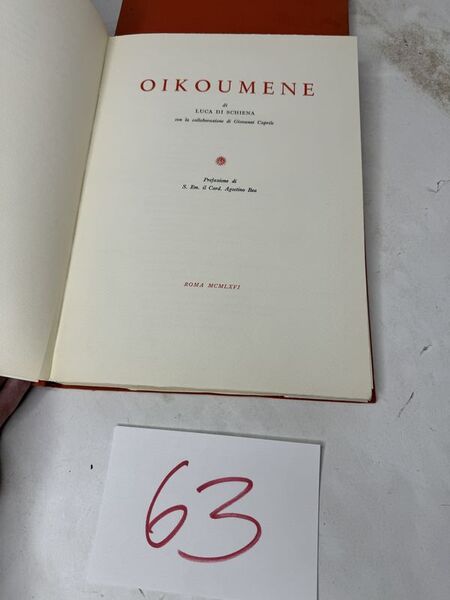 OIKOUMENE
di
LUCA DI SCHIENA
con la collaborazione di Giovanni Caprile
Prefazione di
S. Em. il Card. Agostino Bea
ROMA MCMLXVI
63